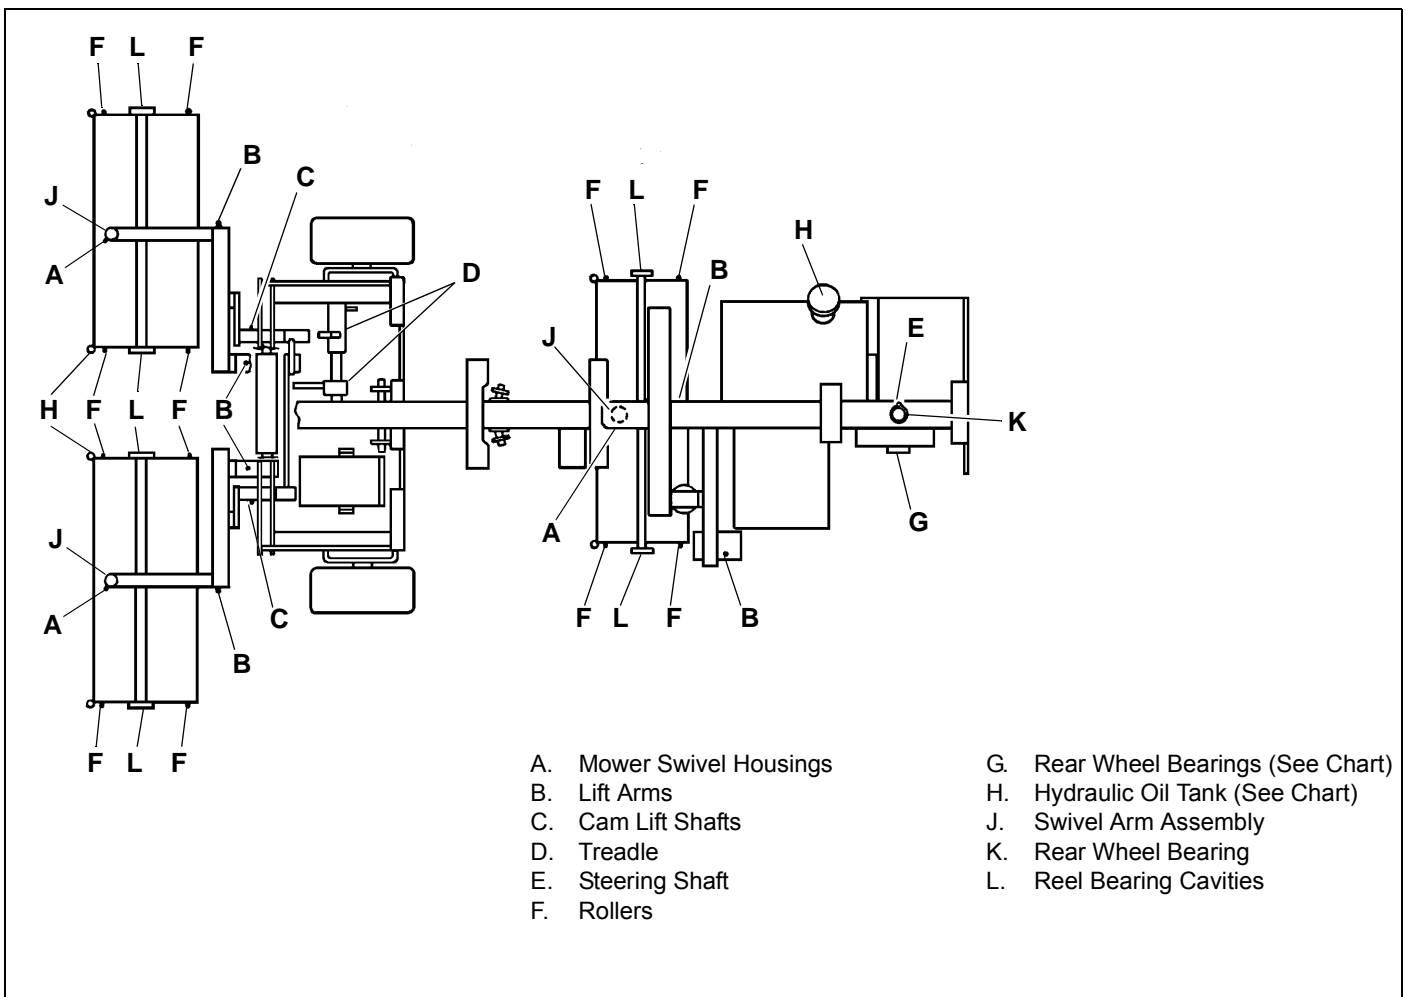 F L F
B
C
J
A
D
F L F
H
B
E
J
H F L F B
K
G
A
J
A
C
B
F L F B
F L F
A. Mower Swivel Housings
B. Lift Arms
C. Cam Lift Shafts
D. Treadle
E. Steering Shaft
F. Rollers
G. Rear Wheel Bearings (See Chart)
H. Hydraulic Oil Tank (See Chart)
J. Swivel Arm Assembly
K. Rear Wheel Bearing
L. Reel Bearing Cavities